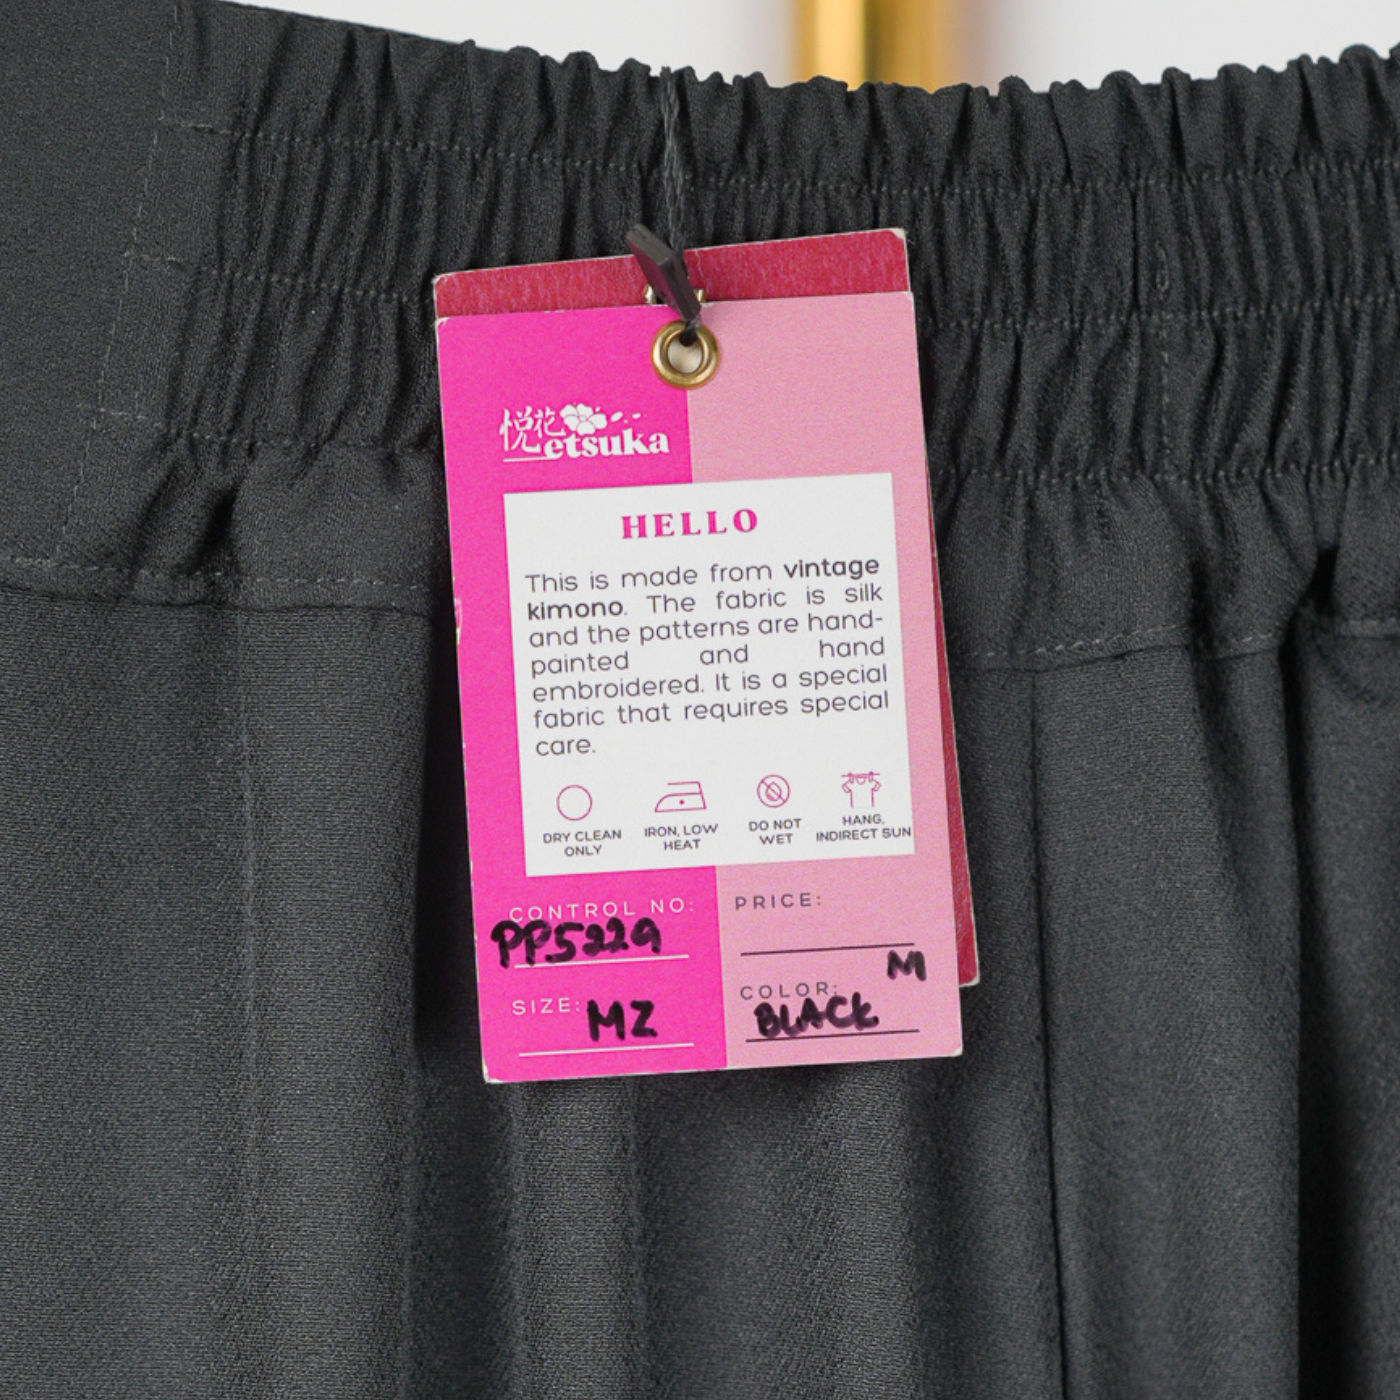 悦花
etsuka
HELLO
This is made from vintage
kimono. The fabric is silk
and the patterns are hand-
painted and hand
embroidered. It is a special
fabric that requires special
care.
DRY CLEAN
ONLY
IRON, LOW
HEAT
DO NOT
WET
HANG,
INDIRECT SUN
CONTROL NO:
PP5229
PRICE:
SIZE: MZ
M
COLOR:
BLACK